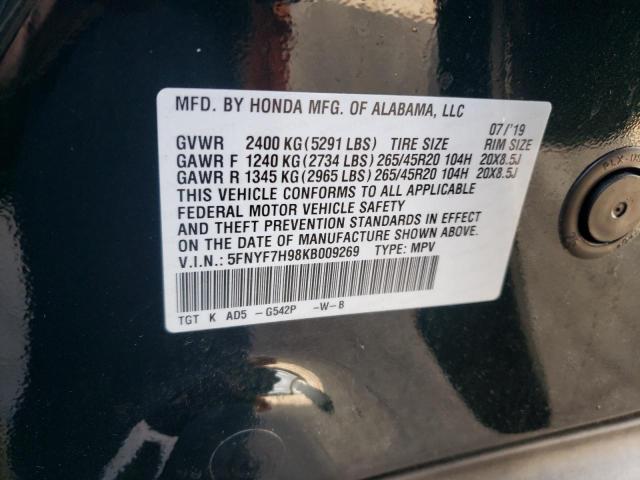 MFD. BY HONDA MFG. OF ALABAMA, LLC
07/'19
GVWR 2400 KG (5291 LBS) TIRE SIZE RIM SIZE
GAWR F 1240 KG (2734 LBS) 265/45R20 104H 20X8.5J
GAWR R 1345 KG (2965 LBS) 265/45R20 104H 20X8.5J
THIS VEHICLE CONFORMS TO ALL APPLICABLE
FEDERAL MOTOR VEHICLE SAFETY
AND THEFT PREVENTION STANDARDS IN EFFECT
ON THE DATE OF MANUFACTURE SHOWN ABOVE.
V.I.N.: 5FNYF7H98KB009269 TYPE: MPV
TGT K AD5 -G542P -W-B